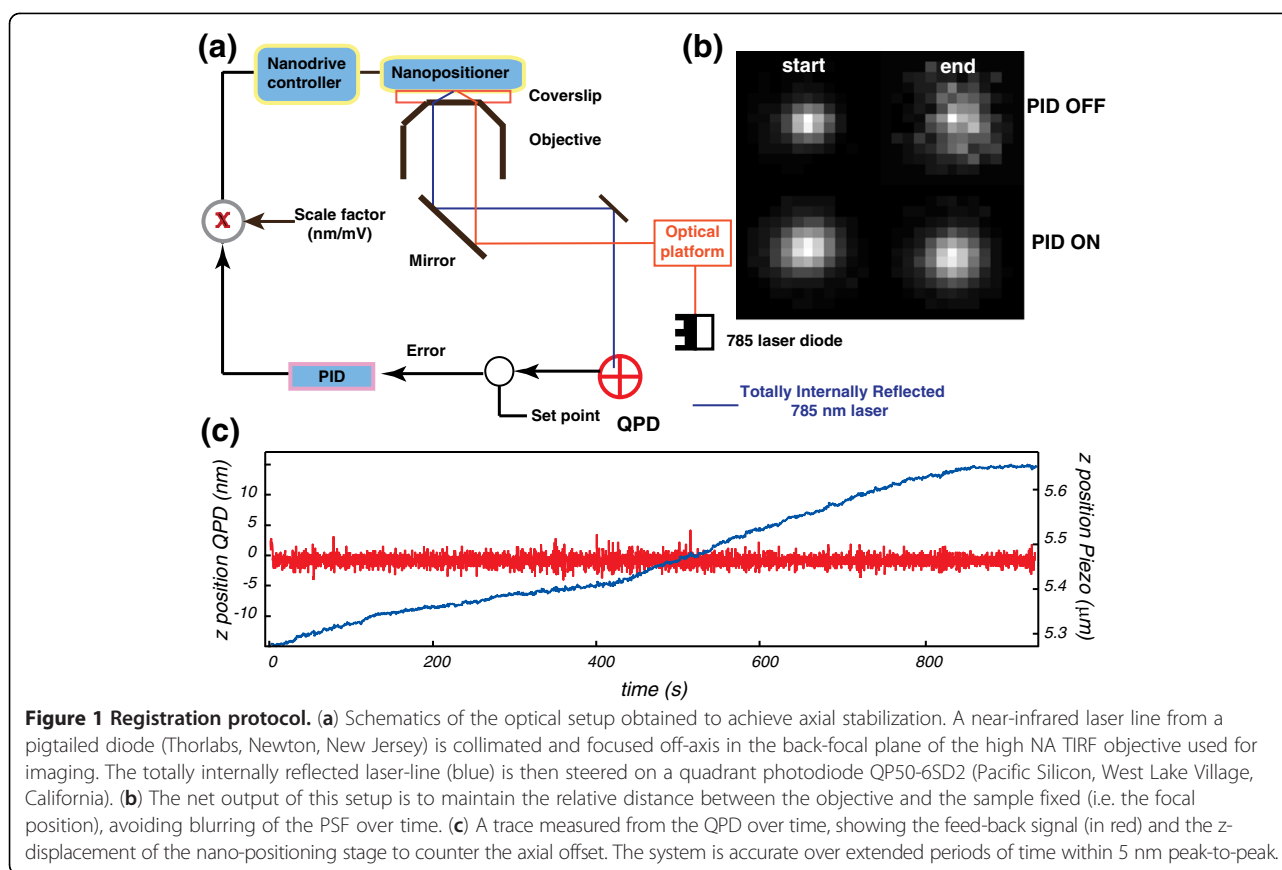 (a)
Nanodrive
controller
Nanopositioner
Coverslip
Objective
X
Scale factor
(nm/mV)
Mirror
Optical
platform
785 laser diode
Error
PID
Set point
QPD
Totally Internally Reflected
785 nm laser
(b)
start
end
PID OFF
PID ON
(c)
z position QPD (nm)
10
5
0
-5
-10
z position Piezo (μm)
5.6
5.5
5.4
5.3
0
200
400
600
800
time (s)
Figure 1 Registration protocol. (a) Schematics of the optical setup obtained to achieve axial stabilization. A near-infrared laser line from a
pigtailed diode (Thorlabs, Newton, New Jersey) is collimated and focused off-axis in the back-focal plane of the high NA TIRF objective used for
imaging. The totally internally reflected laser-line (blue) is then steered on a quadrant photodiode QP50-6SD2 (Pacific Silicon, West Lake Village,
California). (b) The net output of this setup is to maintain the relative distance between the objective and the sample fixed (i.e. the focal
position), avoiding blurring of the PSF over time. (c) A trace measured from the QPD over time, showing the feed-back signal (in red) and the z-
displacement of the nano-positioning stage to counter the axial offset. The system is accurate over extended periods of time within 5 nm peak-to-peak.